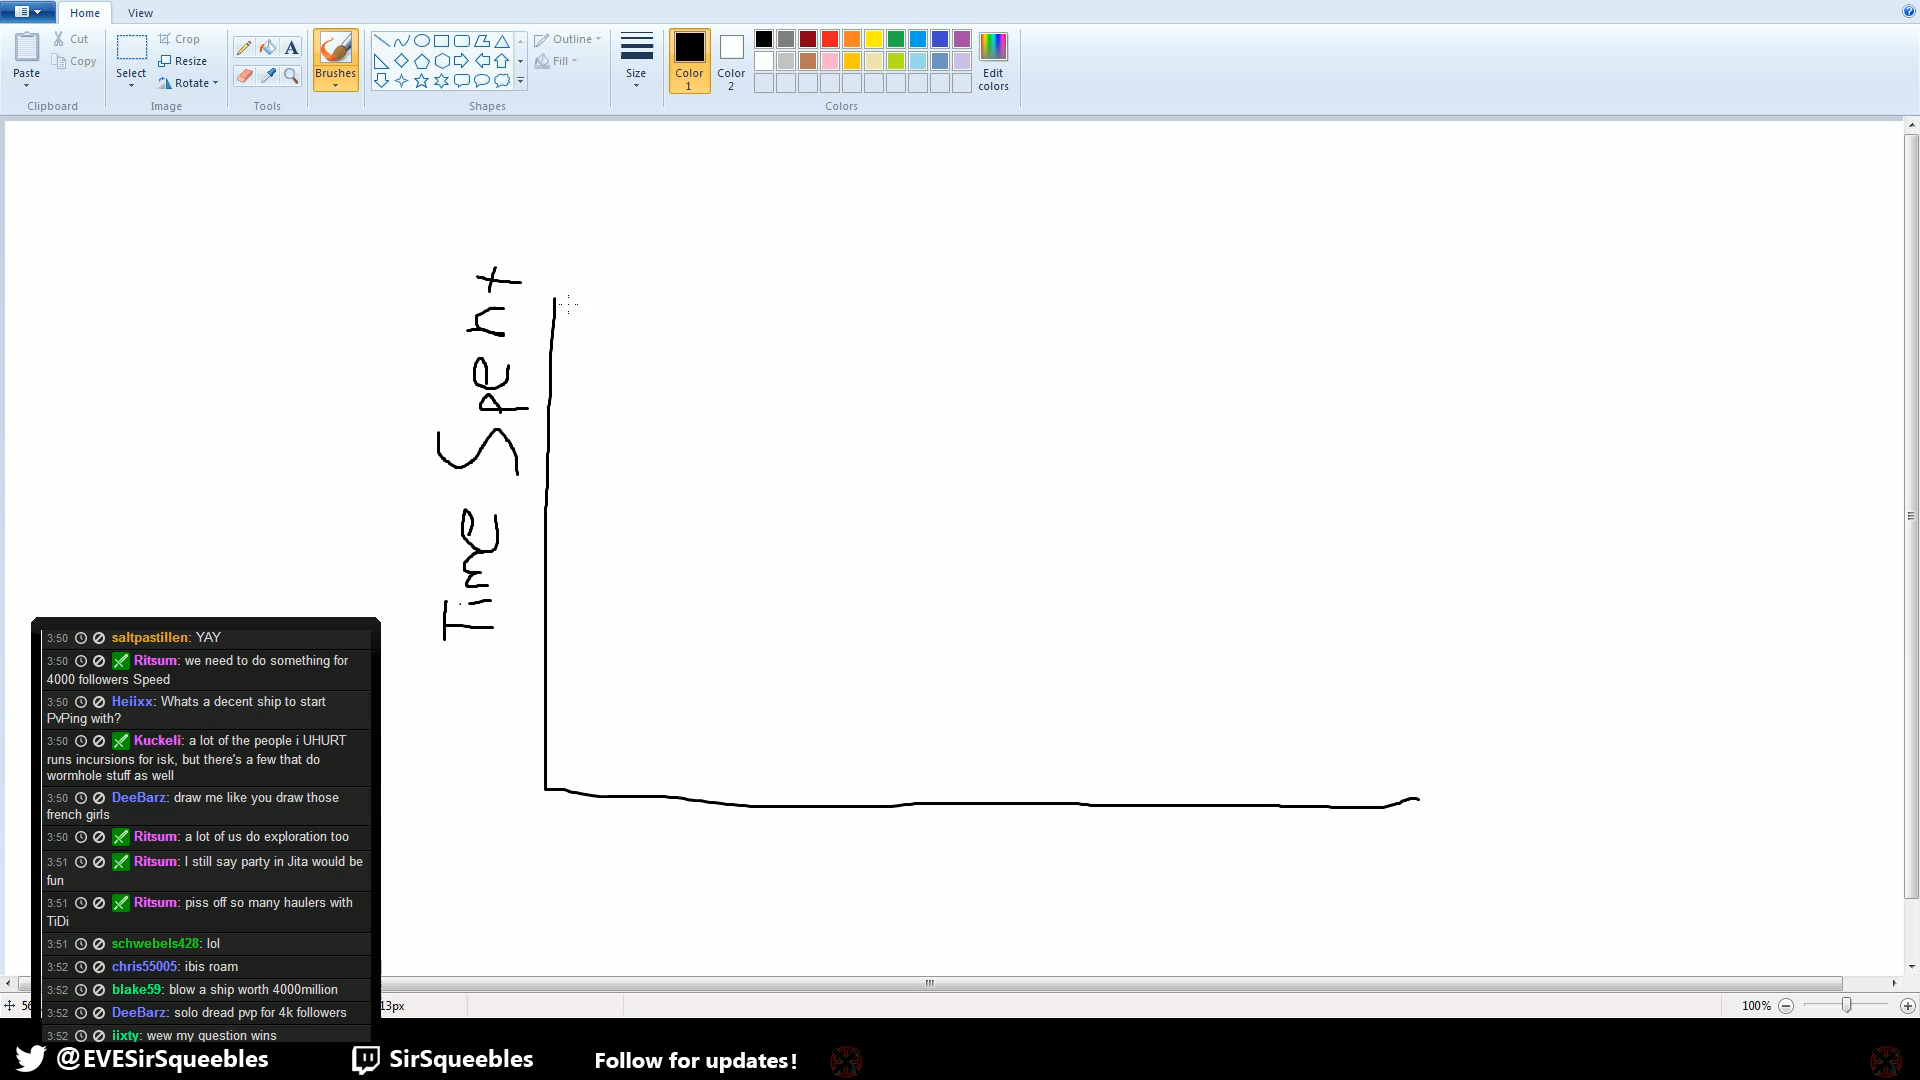 Home View
Paste
Cut
Copy
Clipboard
Select
Crop
Resize
Rotate
Image
A
Tools
Brushes
Outline
Fill
Shapes
Size
Color 1
Color 2
Edit colors
Colors
Time Spent
3:50 saltpastillen: YAY
3:50 Ritsum: we need to do something for
4000 followers Speed
3:50 Heiixx: Whats a decent ship to start
PvPing with?
3:50 Kuckeli: a lot of the people i UHURT
runs incursions for isk, but there's a few that do
wormhole stuff as well
3:50 DeeBarz: draw me like you draw those
french girls
3:50 Ritsum: a lot of us do exploration too
3:51 Ritsum: I still say party in Jita would be
fun
3:51 Ritsum: piss off so many haulers with
TiDi
3:51 schwebels428: lol
3:52 chris55005: ibis roam
3:52 blake59: blow a ship worth 4000million
3:52 DeeBarz: solo dread pvp for 4k followers
3:52 iixty: wew my question wins
13px
100%
@EVESirSqueebles SirSqueebles Follow for updates!